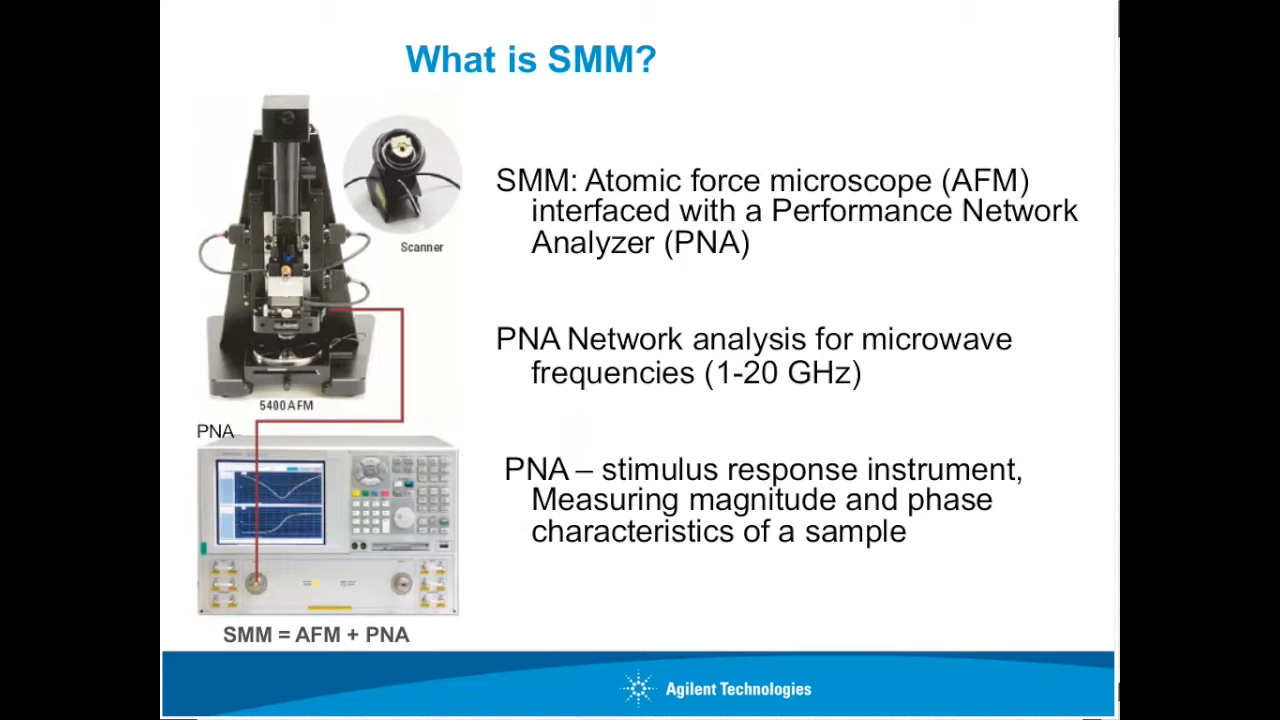 What is SMM?
Scanner
5400 AFM
PNA
SMM = AFM + PNA
SMM: Atomic force microscope (AFM)
interfaced with a Performance Network
Analyzer (PNA)
PNA Network analysis for microwave
frequencies (1-20 GHz)
PNA – stimulus response instrument,
Measuring magnitude and phase
characteristics of a sample
Agilent Technologies